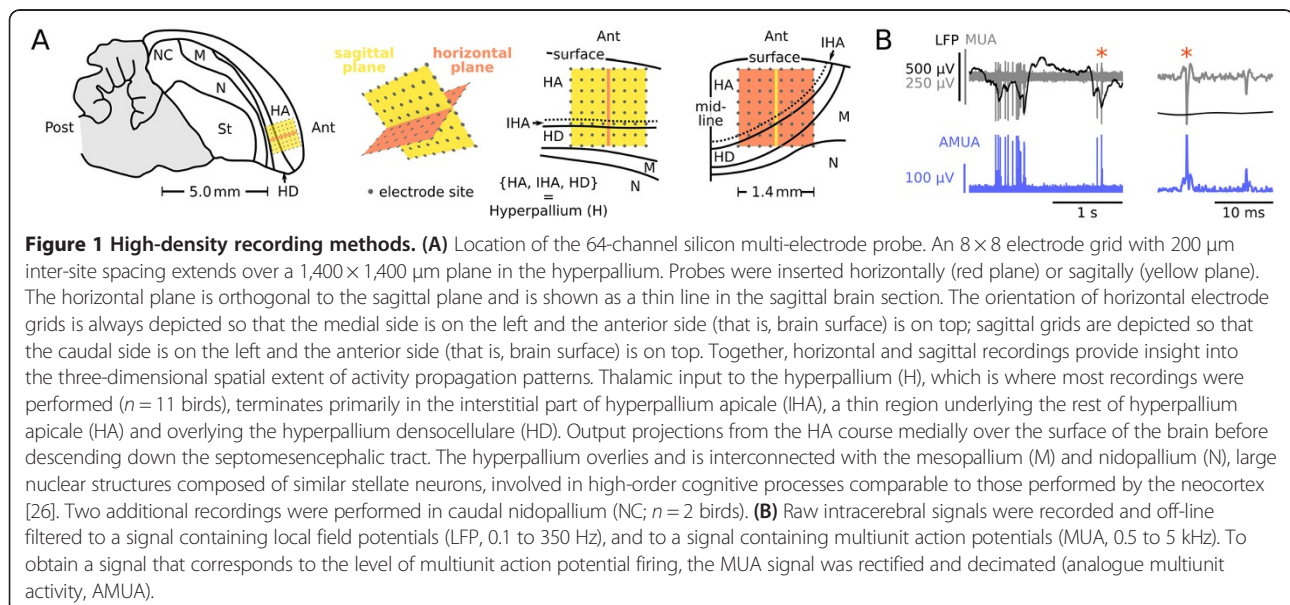 A
NC
M
N
HA
St
Post
Ant
HD
5.0 mm
sagittal
plane
horizontal
plane
electrode site
Ant
surface
HA
IHA
HD
M
N
{HA, IHA, HD}
=
Hyperpallium (H)
Ant
surface
IHA
HA
mid-
line
M
HD
N
1.4 mm
B
LFP MUA
500 µV
250 µV
*
*
AMUA
100 µV
1 s
10 ms
Figure 1 High-density recording methods. (A) Location of the 64-channel silicon multi-electrode probe. An 8 × 8 electrode grid with 200 µm
inter-site spacing extends over a 1,400 × 1,400 µm plane in the hyperpallium. Probes were inserted horizontally (red plane) or sagitally (yellow plane).
The horizontal plane is orthogonal to the sagittal plane and is shown as a thin line in the sagittal brain section. The orientation of horizontal electrode
grids is always depicted so that the medial side is on the left and the anterior side (that is, brain surface) is on top; sagittal grids are depicted so that
the caudal side is on the left and the anterior side (that is, brain surface) is on top. Together, horizontal and sagittal recordings provide insight into
the three-dimensional spatial extent of activity propagation patterns. Thalamic input to the hyperpallium (H), which is where most recordings were
performed (n = 11 birds), terminates primarily in the interstitial part of hyperpallium apicale (IHA), a thin region underlying the rest of hyperpallium
apicale (HA) and overlying the hyperpallium densocellulare (HD). Output projections from the HA course medially over the surface of the brain before
descending down the septomesencephalic tract. The hyperpallium overlies and is interconnected with the mesopallium (M) and nidopallium (N), large
nuclear structures composed of similar stellate neurons, involved in high-order cognitive processes comparable to those performed by the neocortex
[26]. Two additional recordings were performed in caudal nidopallium (NC; n = 2 birds). (B) Raw intracerebral signals were recorded and off-line
filtered to a signal containing local field potentials (LFP, 0.1 to 350 Hz), and to a signal containing multiunit action potentials (MUA, 0.5 to 5 kHz). To
obtain a signal that corresponds to the level of multiunit action potential firing, the MUA signal was rectified and decimated (analogue multiunit
activity, AMUA).